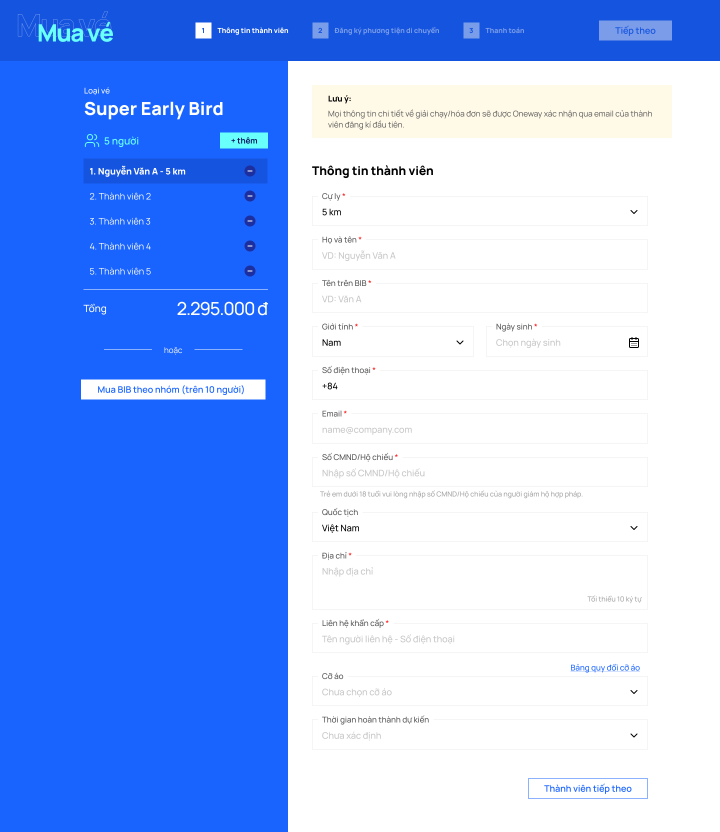 Mua vé
Mua vé
1 Thông tin thành viên
2 Đăng ký phương tiện di chuyển
3 Thanh toán
Tiếp theo
Loại vé
Super Early Bird
5 người
+ thêm
1. Nguyễn Văn A - 5 km
2. Thành viên 2
3. Thành viên 3
4. Thành viên 4
5. Thành viên 5
Tổng 2.295.000 đ
hoặc
Mua BIB theo nhóm (trên 10 người)
Lưu ý:
Mọi thông tin chi tiết về giải chạy/hóa đơn sẽ được Oneway xác nhận qua email của thành
viên đăng kí đầu tiên.
Thông tin thành viên
Cự ly *
5 km
Họ và tên *
VD: Nguyễn Văn A
Tên trên BIB *
VD: Văn A
Giới tính *
Nam
Ngày sinh *
Chọn ngày sinh
Số điện thoại *
+84
Email *
name@company.com
Số CMND/Hộ chiếu *
Nhập số CMND/Hộ chiếu
Trẻ em dưới 18 tuổi vui lòng nhập số CMND/Hộ chiếu của người giám hộ hợp pháp.
Quốc tịch
Việt Nam
Địa chỉ *
Nhập địa chỉ
Tối thiểu 10 ký tự
Liên hệ khẩn cấp *
Tên người liên hệ - Số điện thoại
Bảng quy đổi cỡ áo
Cỡ áo
Chưa chọn cỡ áo
Thời gian hoàn thành dự kiến
Chưa xác định
Thành viên tiếp theo